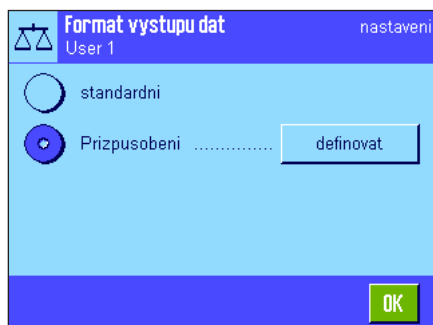 Format vystupu dat nastaveni
User 1
standardni
Prizpusobeni ............... definovat
OK